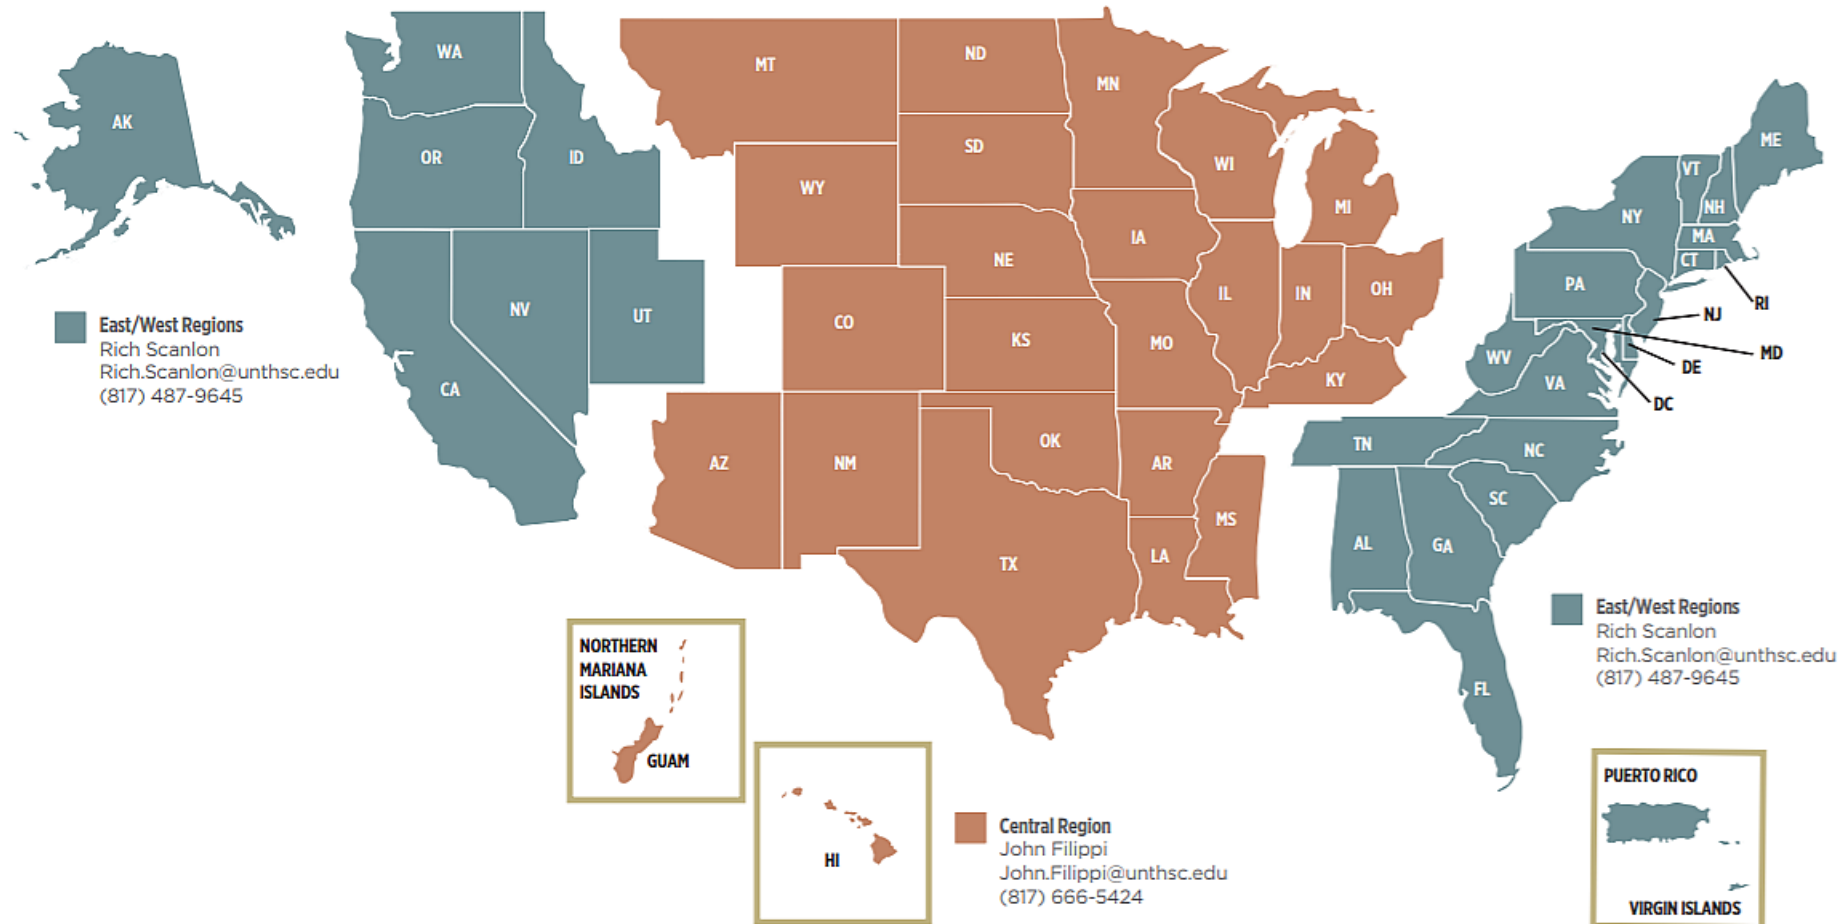 AK
WA
OR
ID
NV
UT
CA
East/West Regions
Rich Scanlon
Rich.Scanlon@unthsc.edu
(817) 487-9645
MT
ND
MN
SD
WY
WI
MI
NE
IA
CO
KS
MO
IL
IN
OH
KY
AZ
NM
OK
AR
TX
LA
MS
ME
VT
NH
NY
MA
CT
RI
PA
NJ
MD
DE
DC
WV
VA
TN
NC
SC
AL
GA
FL
East/West Regions
Rich Scanlon
Rich.Scanlon@unthsc.edu
(817) 487-9645
NORTHERN
MARIANA
ISLANDS
GUAM
HI
Central Region
John Filippi
John.Filippi@unthsc.edu
(817) 666-5424
PUERTO RICO
VIRGIN ISLANDS